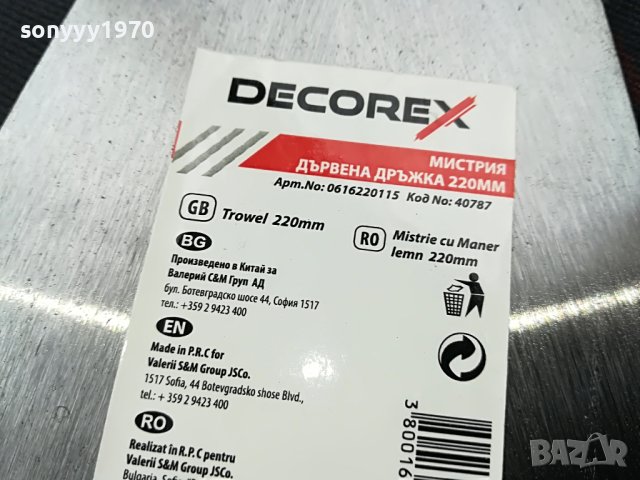 sonyyy1970
DECOREX
МИСТРИЯ
ДЪРВЕНА ДРЪЖКА 220ММ
Арт.No: 0616220115 Код No: 40787
GB Trowel 220mm
RO Mistrie cu Maner
lemn 220mm
BG
Произведено в Китай за
Валерий С&М Груп АД
бул. Ботевградско шосе 44, София 1517
тел.: +359 2 9423 400
EN
Made in P.R.C for
Valerii S&M Group JSCo.
1517 Sofia, 44 Botevgradsko shose Blvd.,
tel.: + 359 2 9423 400
RO
Realizat în R.P.C pentru
Valerii S&M Group JSCo.
3 80016
BAZAR